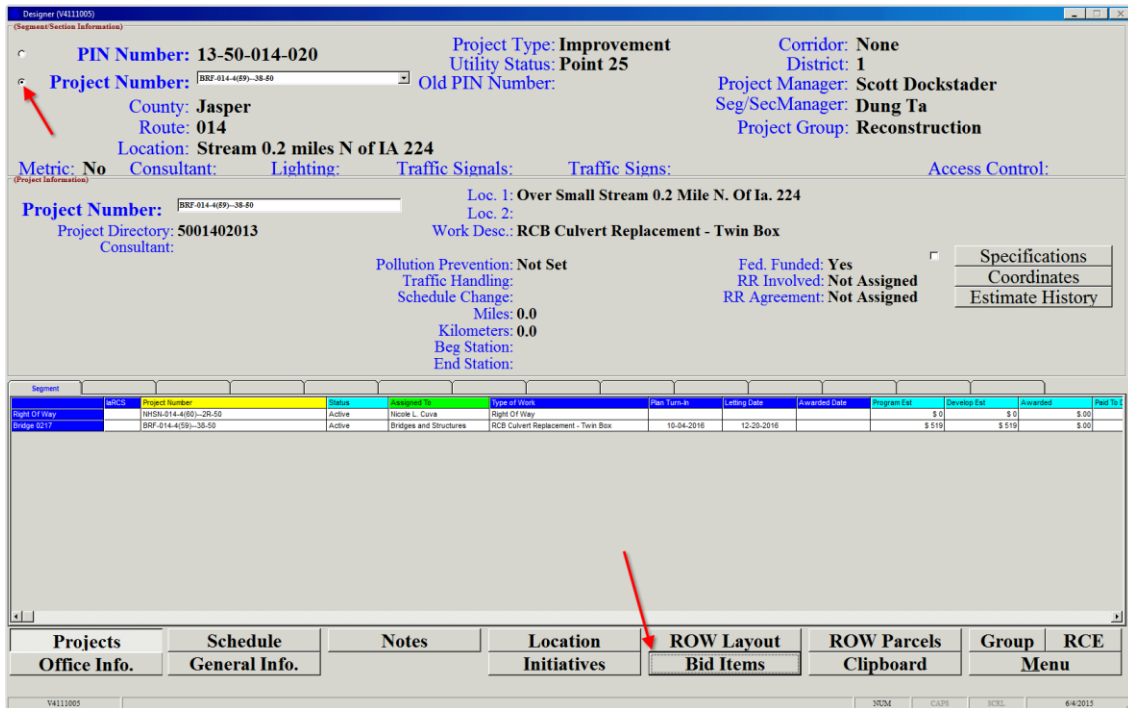 Designer (V4111005)
(Segment/Section Information)
PIN Number: 13-50-014-020
Project Type: Improvement
Corridor: None
Utility Status: Point 25
District: 1
Project Number: BRF-014-4(59)--38-50
Old PIN Number:
Project Manager: Scott Dockstader
County: Jasper
Seg/SecManager: Dung Ta
Route: 014
Project Group: Reconstruction
Location: Stream 0.2 miles N of IA 224
Metric: No Consultant: Lighting: Traffic Signals: Traffic Signs: Access Control:
(Project Information)
Project Number: BRF-014-4(59)--38-50
Loc. 1: Over Small Stream 0.2 Mile N. Of Ia. 224
Loc. 2:
Project Directory: 5001402013
Work Desc.: RCB Culvert Replacement - Twin Box
Consultant:
Pollution Prevention: Not Set
Fed. Funded: Yes
Specifications
Traffic Handling:
RR Involved: Not Assigned
Coordinates
Schedule Change:
RR Agreement: Not Assigned
Estimate History
Miles: 0.0
Kilometers: 0.0
Beg Station:
End Station:
Segment
IaRCS Project Number Status Assigned To Type of Work Plan Turn-In Letting Date Awarded Date Program Est Develop Est Awarded Paid To D
Right Of Way NHSN-014-4(60)--2R-50 Active Nicole L. Cuva Right Of Way $ 0 $ 0 $.00
Bridge 0217 BRF-014-4(59)--38-50 Active Bridges and Structures RCB Culvert Replacement - Twin Box 10-04-2016 12-20-2016 $ 519 $ 519 $.00
Projects Schedule Notes Location ROW Layout ROW Parcels Group RCE
Office Info. General Info. Initiatives Bid Items Clipboard Menu
V4111005 NUM CAPS SCRL 6/4/2015